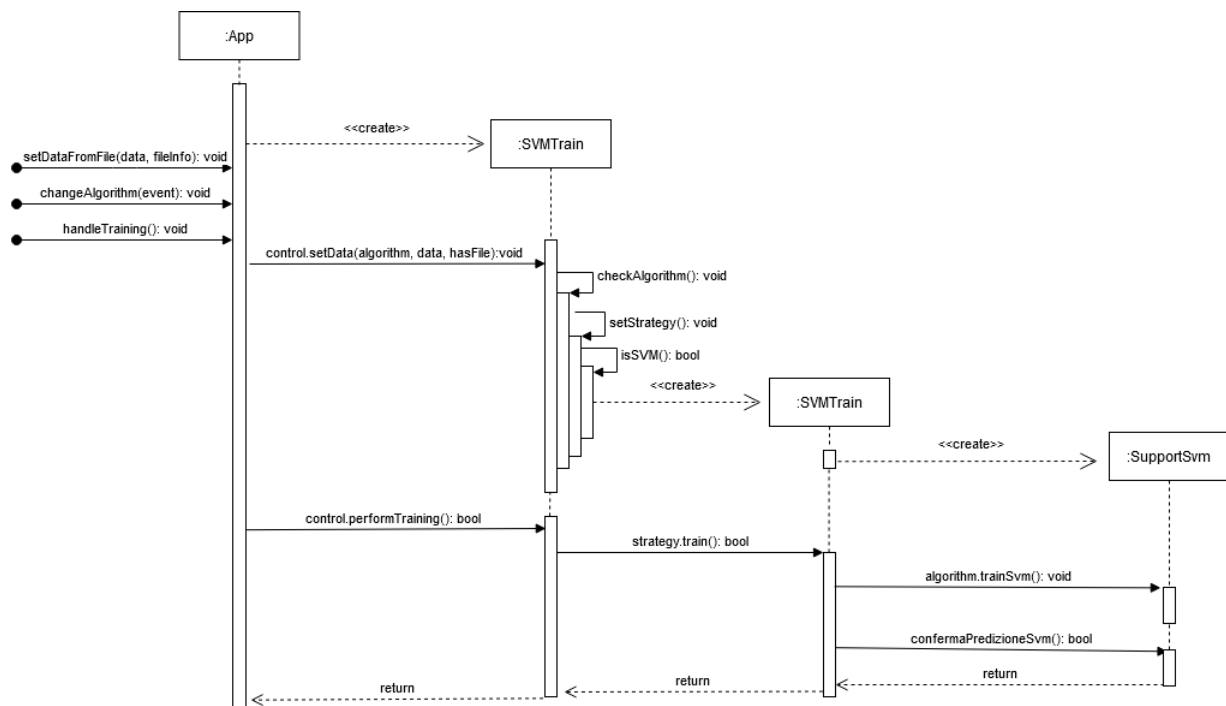 :App
<<create>>
:SVMTrain
setDataFromFile(data, fileInfo): void
changeAlgorithm(event): void
handleTraining(): void
control.setData(algorithm, data, hasFile):void
checkAlgorithm(): void
setStrategy(): void
isSVM(): bool
<<create>>
:SVMTrain
<<create>>
:SupportSvm
control.performTraining(): bool
strategy.train(): bool
algorithm.trainSvm(): void
confermaPredizioneSvm(): bool
return
return
return